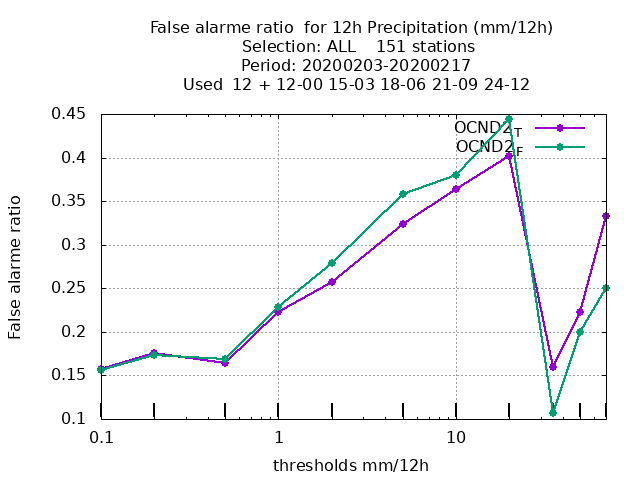 False alarme ratio  for 12h Precipitation (mm/12h)
Selection: ALL    151 stations
Period: 20200203-20200217
Used  12 + 12-00 15-03 18-06 21-09 24-12
0.45
0.4
0.35
0.3
0.25
0.2
0.15
0.1
False alarme ratio
OCND2T
OCND2F
0.1
1
10
thresholds mm/12h